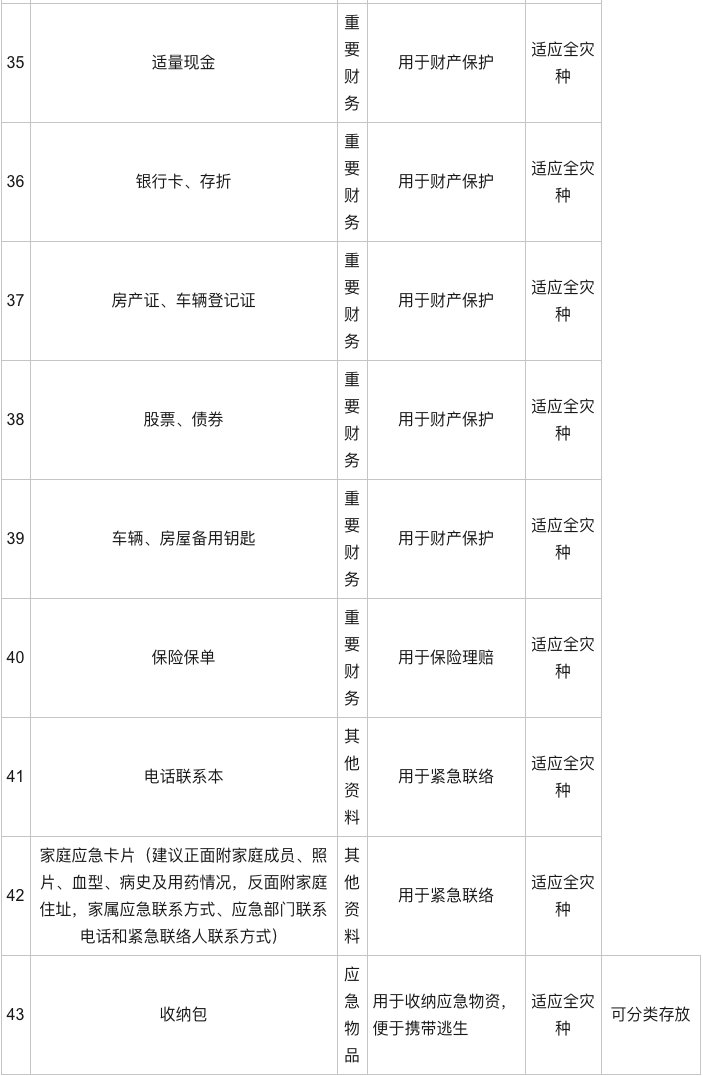 35 适量现金 重要财务 用于财产保护 适应全灾种
36 银行卡、存折 重要财务 用于财产保护 适应全灾种
37 房产证、车辆登记证 重要财务 用于财产保护 适应全灾种
38 股票、债券 重要财务 用于财产保护 适应全灾种
39 车辆、房屋备用钥匙 重要财务 用于财产保护 适应全灾种
40 保险保单 重要财务 用于保险理赔 适应全灾种
41 电话联系本 其他资料 用于紧急联络 适应全灾种
42 家庭应急卡片（建议正面附家庭成员、照片、血型、病史及用药情况，反面附家庭住址，家属应急联系方式、应急部门联系电话和紧急联络人联系方式） 其他资料 用于紧急联络 适应全灾种
43 收纳包 应急物品 用于收纳应急物资，便于携带逃生 适应全灾种 可分类存放